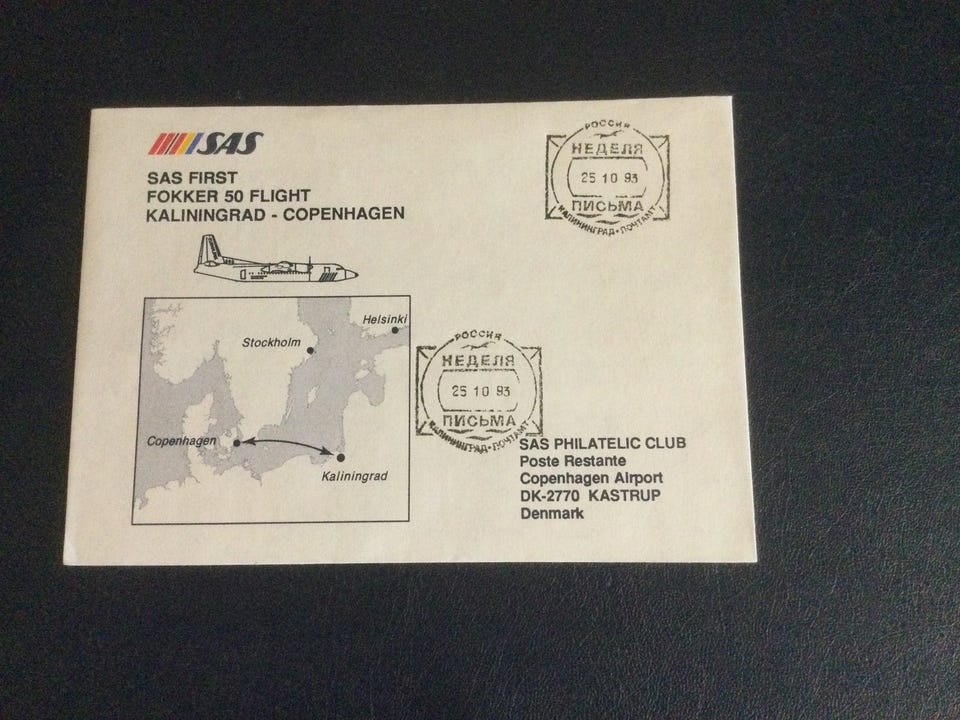 SAS
SAS FIRST
FOKKER 50 FLIGHT
KALININGRAD - COPENHAGEN
РОССИЯ
НЕДЕЛЯ
25 10 93
ПИСЬМА
КАЛИНИНГРАД • ПОЧТАМТ
Helsinki
Stockholm
Copenhagen
Kaliningrad
РОССИЯ
НЕДЕЛЯ
25 10 93
ПИСЬМА
КАЛИНИНГРАД • ПОЧТАМТ
SAS PHILATELIC CLUB
Poste Restante
Copenhagen Airport
DK-2770 KASTRUP
Denmark